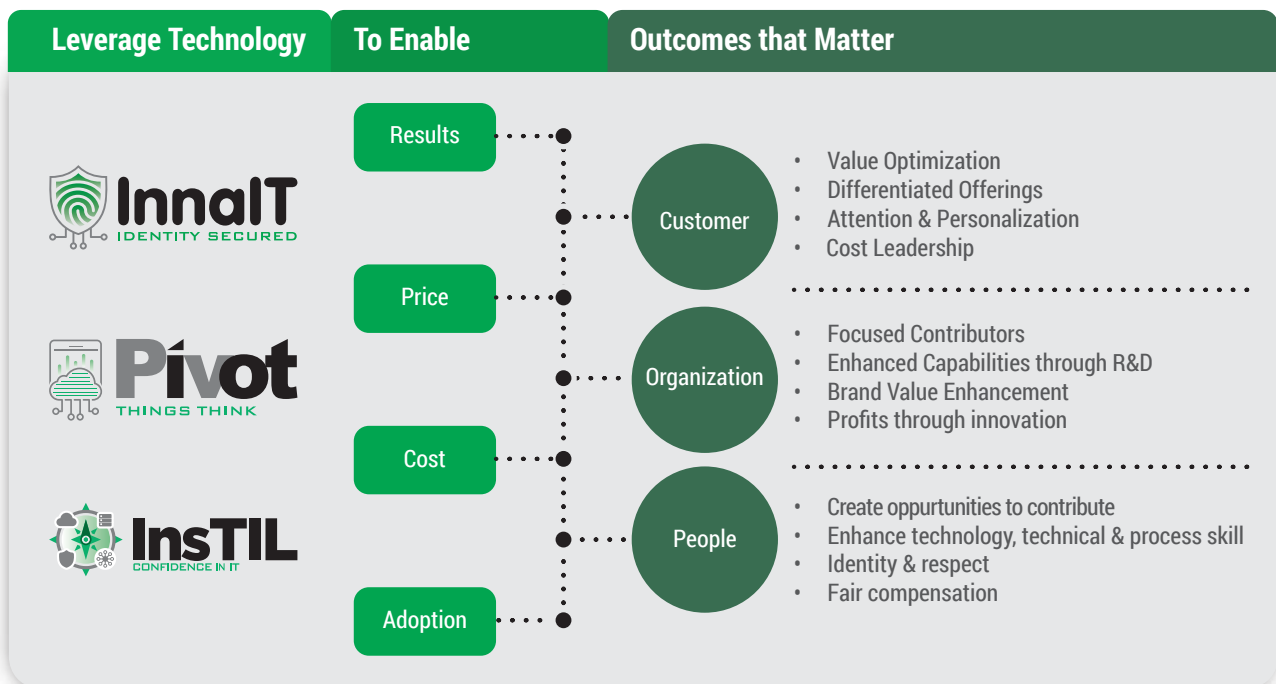 Leverage Technology
To Enable
Outcomes that Matter
InnaIT
IDENTITY SECURED
Pivot
THINGS THINK
InsTIL
CONFIDENCE IN IT
Results
Price
Cost
Adoption
Customer
• Value Optimization
• Differentiated Offerings
• Attention & Personalization
• Cost Leadership
Organization
• Focused Contributors
• Enhanced Capabilities through R&D
• Brand Value Enhancement
• Profits through innovation
People
• Create oppurtunities to contribute
• Enhance technology, technical & process skill
• Identity & respect
• Fair compensation